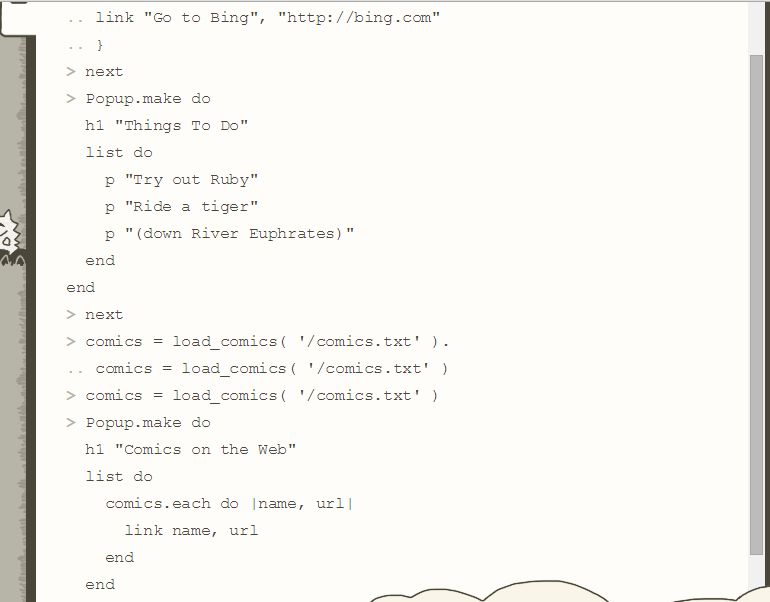 .. link "Go to Bing", "http://bing.com"
.. }
> next
> Popup.make do
h1 "Things To Do"
list do
p "Try out Ruby"
p "Ride a tiger"
p "(down River Euphrates)"
end
end
> next
> comics = load_comics( '/comics.txt' ).
.. comics = load_comics( '/comics.txt' )
> comics = load_comics( '/comics.txt' )
> Popup.make do
h1 "Comics on the Web"
list do
comics.each do |name, url|
link name, url
end
end